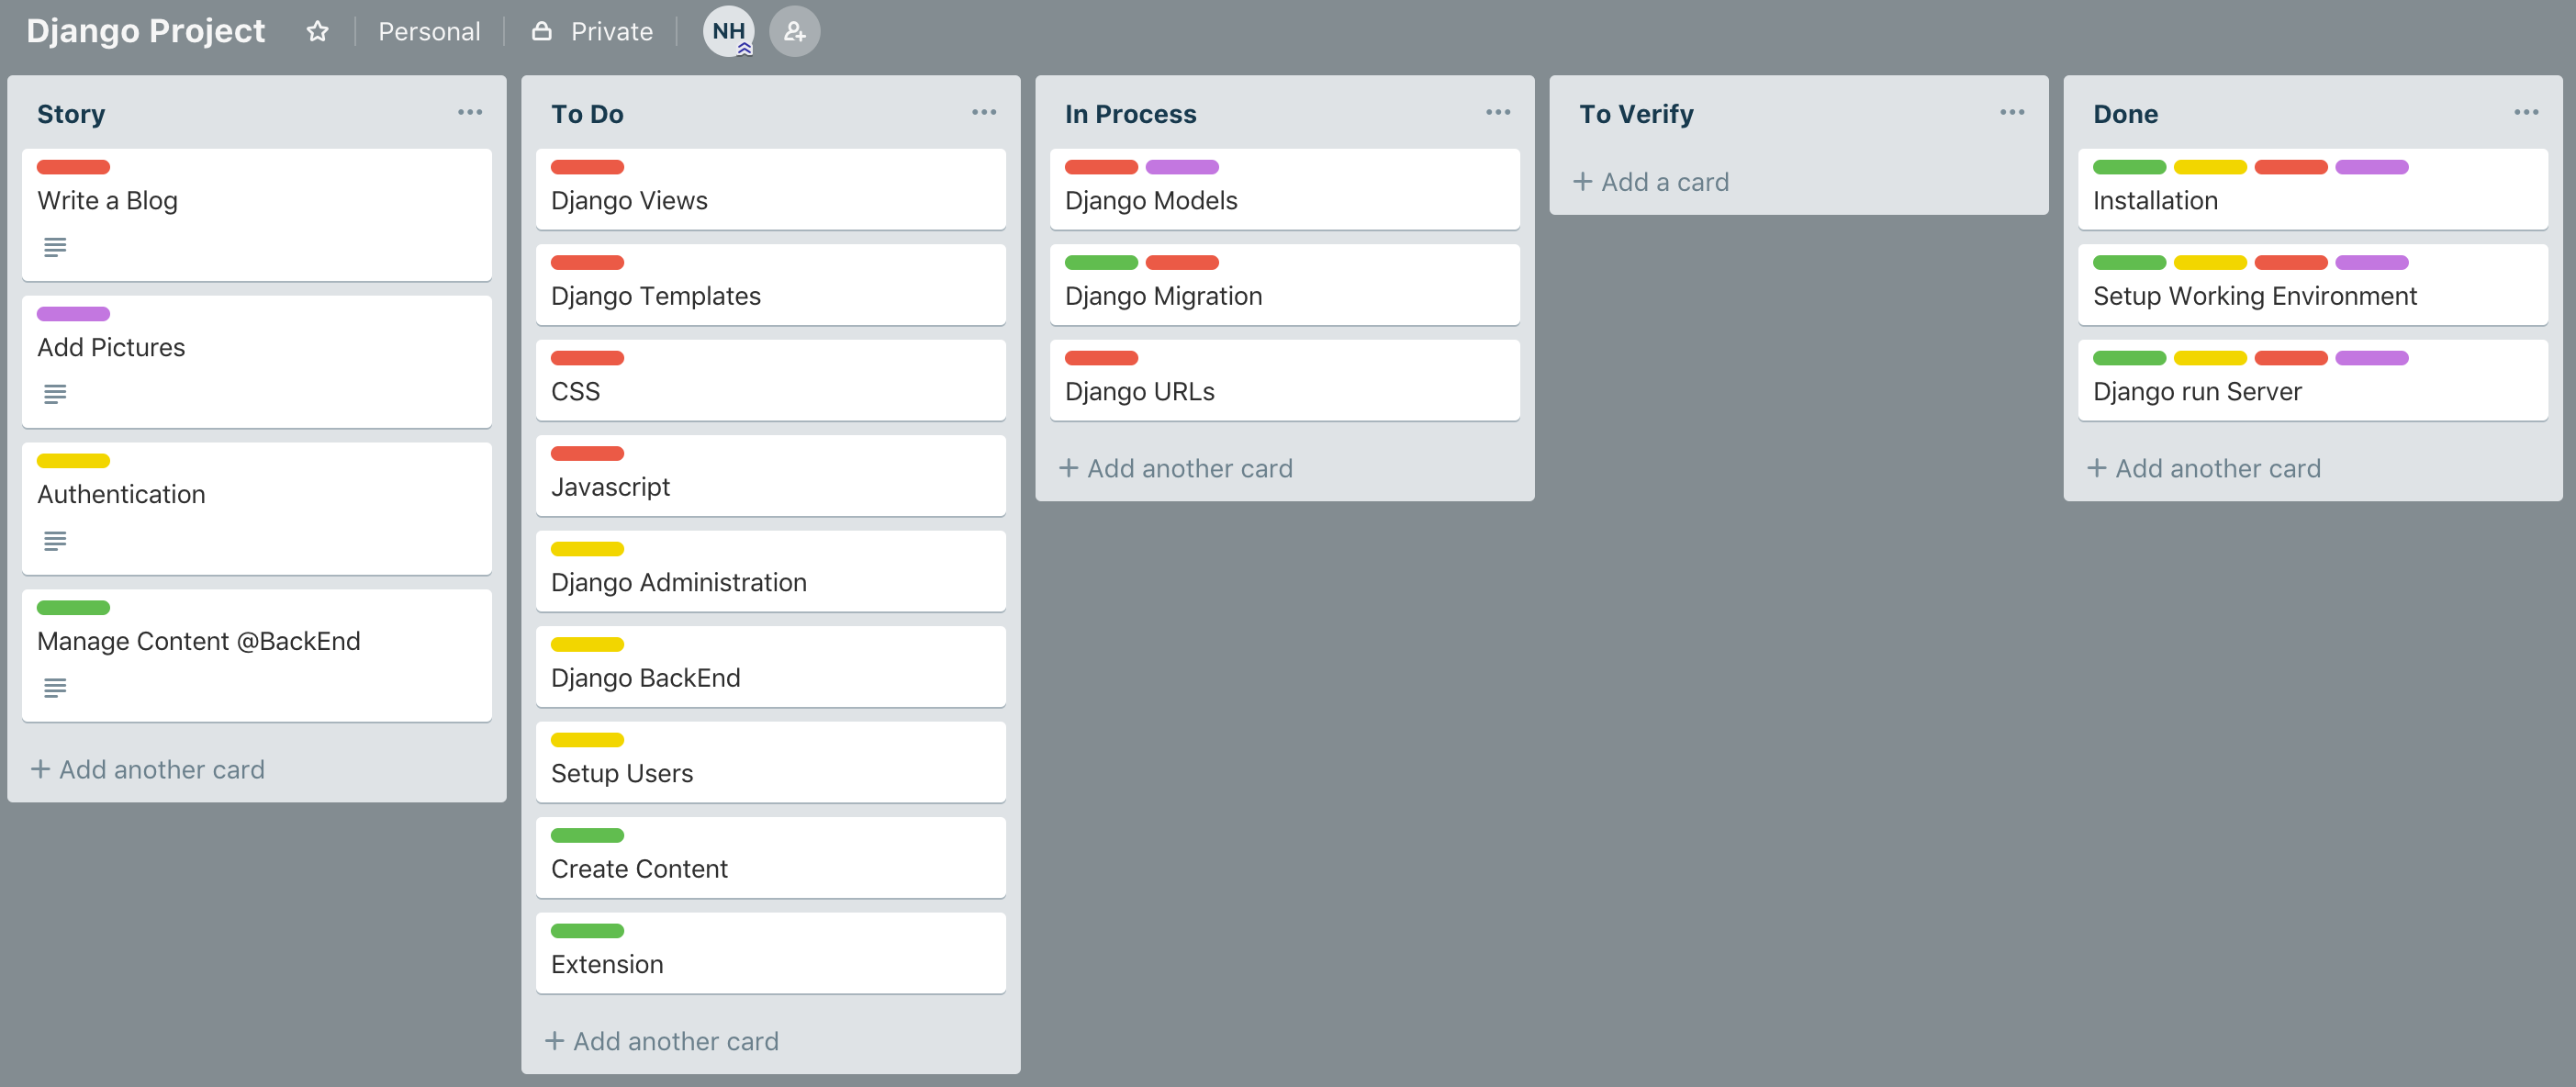 Django Project
Personal
Private
NH
Story
Write a Blog
Add Pictures
Authentication
Manage Content @BackEnd
+ Add another card
To Do
Django Views
Django Templates
CSS
Javascript
Django Administration
Django BackEnd
Setup Users
Create Content
Extension
+ Add another card
In Process
Django Models
Django Migration
Django URLs
+ Add another card
To Verify
+ Add a card
Done
Installation
Setup Working Environment
Django run Server
+ Add another card